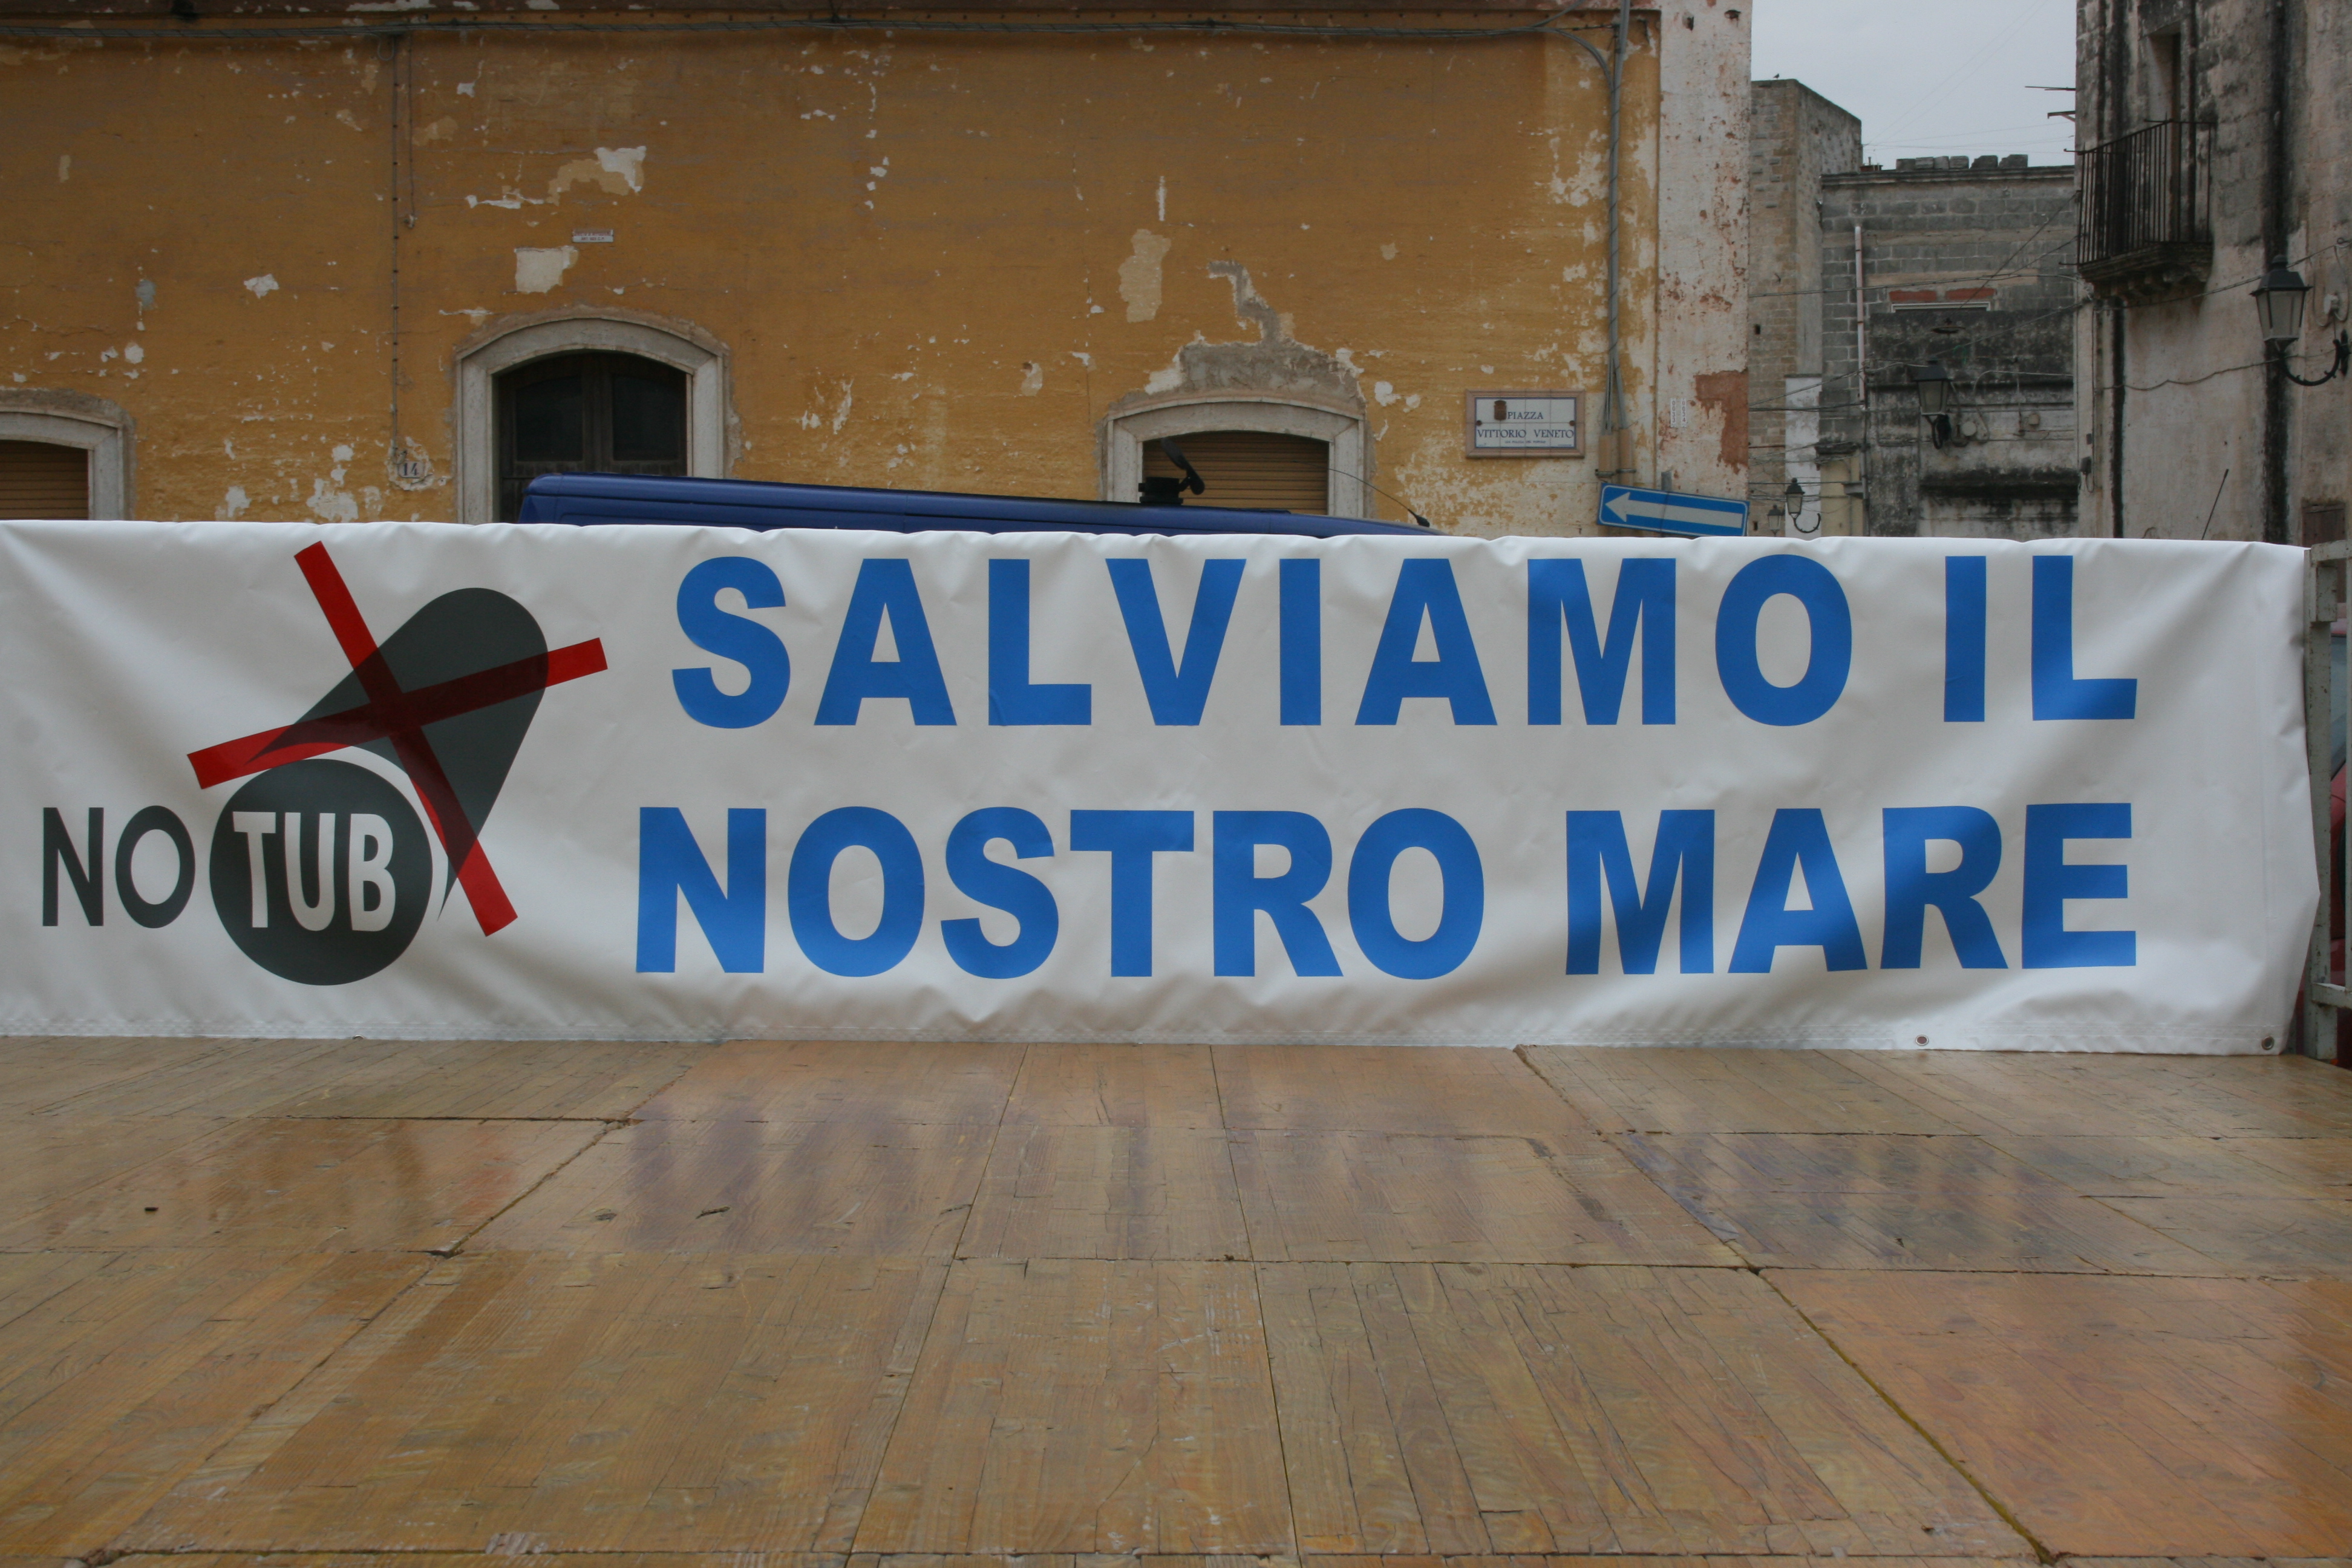 PIAZZA
VITTORIO VENETO
14
SALVIAMO IL
NO TUB
NOSTRO MARE